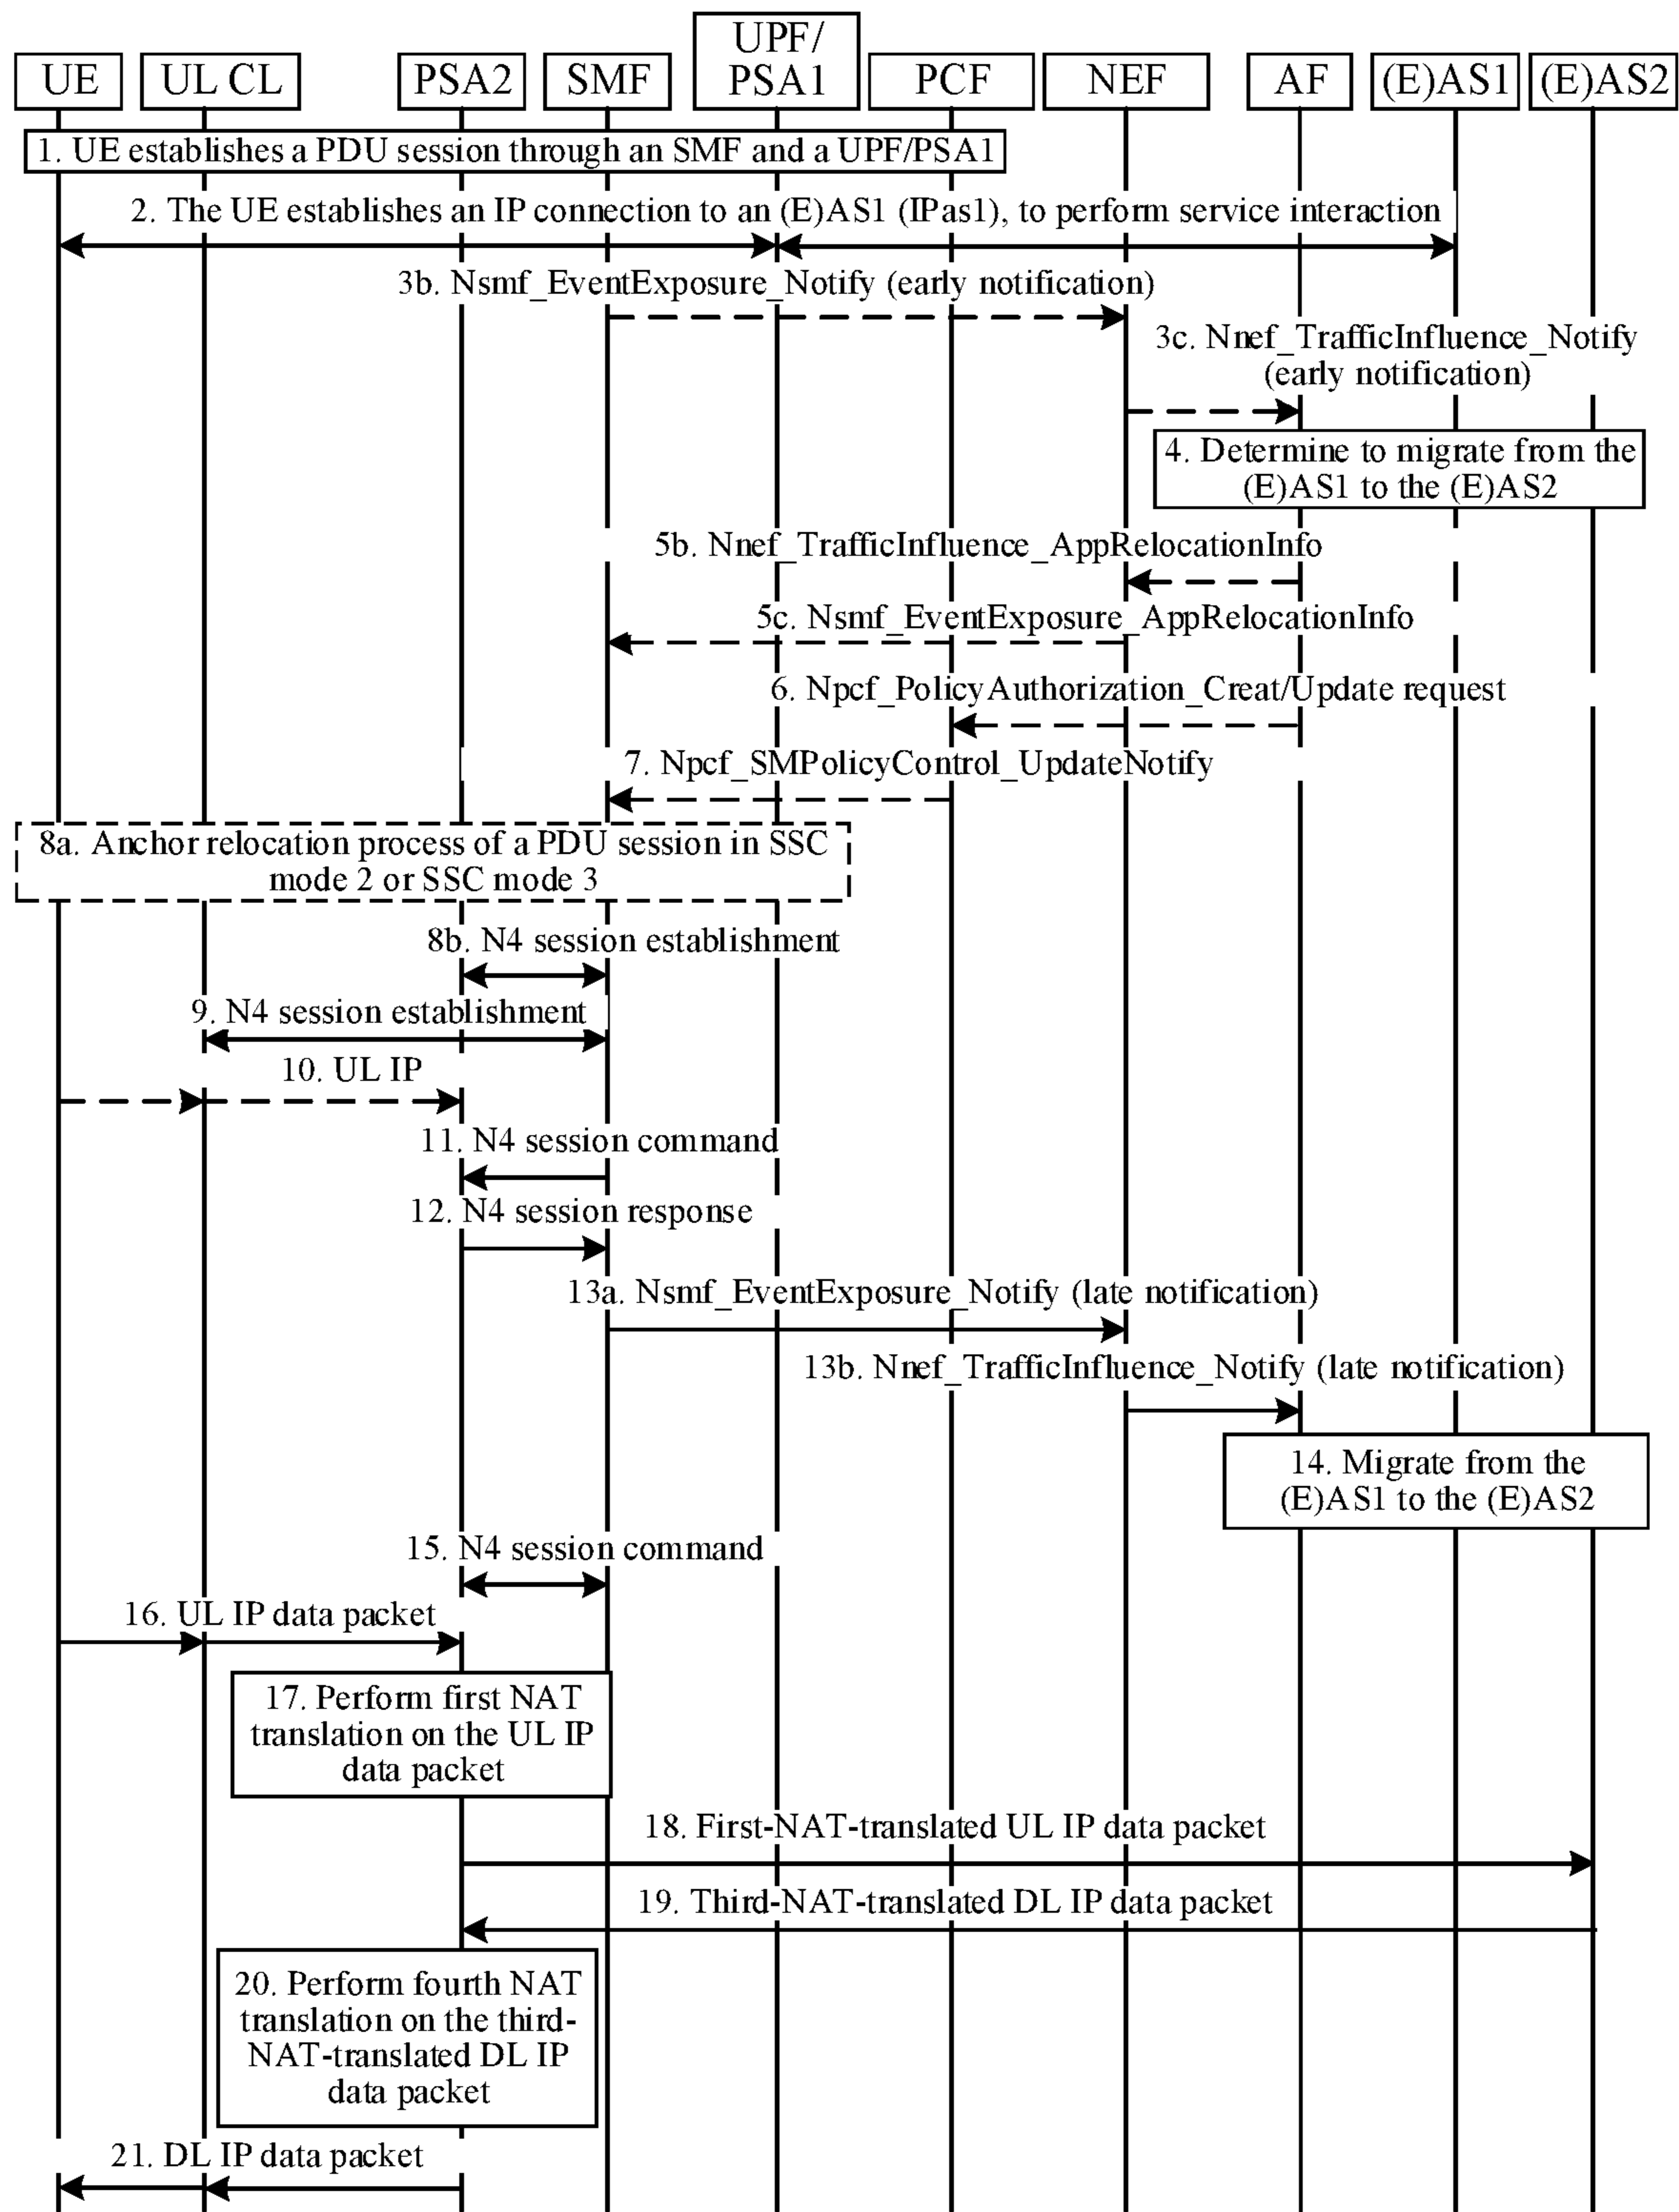 UE
UL CL
PSA2
SMF
UPF/
PSA1
PCF
NEF
AF
(E)AS1
(E)AS2
1. UE establishes a PDU session through an SMF and a UPF/PSA1
2. The UE establishes an IP connection to an (E)AS1 (IPas1), to perform service interaction
3b. Nsmf_EventExposure_Notify (early notification)
3c. Nnef_TrafficInfluence_Notify
(early notification)
4. Determine to migrate from the
(E)AS1 to the (E)AS2
5b. Nnef_TrafficInfluence_AppRelocationInfo
5c. Nsmf_EventExposure_AppRelocationInfo
6. Npcf_PolicyAuthorization_Creat/Update request
7. Npcf_SMPolicyControl_UpdateNotify
8a. Anchor relocation process of a PDU session in SSC
mode 2 or SSC mode 3
8b. N4 session establishment
9. N4 session establishment
10. UL IP
11. N4 session command
12. N4 session response
13a. Nsmf_EventExposure_Notify (late notification)
13b. Nnef_TrafficInfluence_Notify (late notification)
14. Migrate from the
(E)AS1 to the (E)AS2
15. N4 session command
16. UL IP data packet
17. Perform first NAT
translation on the UL IP
data packet
18. First-NAT-translated UL IP data packet
19. Third-NAT-translated DL IP data packet
20. Perform fourth NAT
translation on the third-
NAT-translated DL IP
data packet
21. DL IP data packet